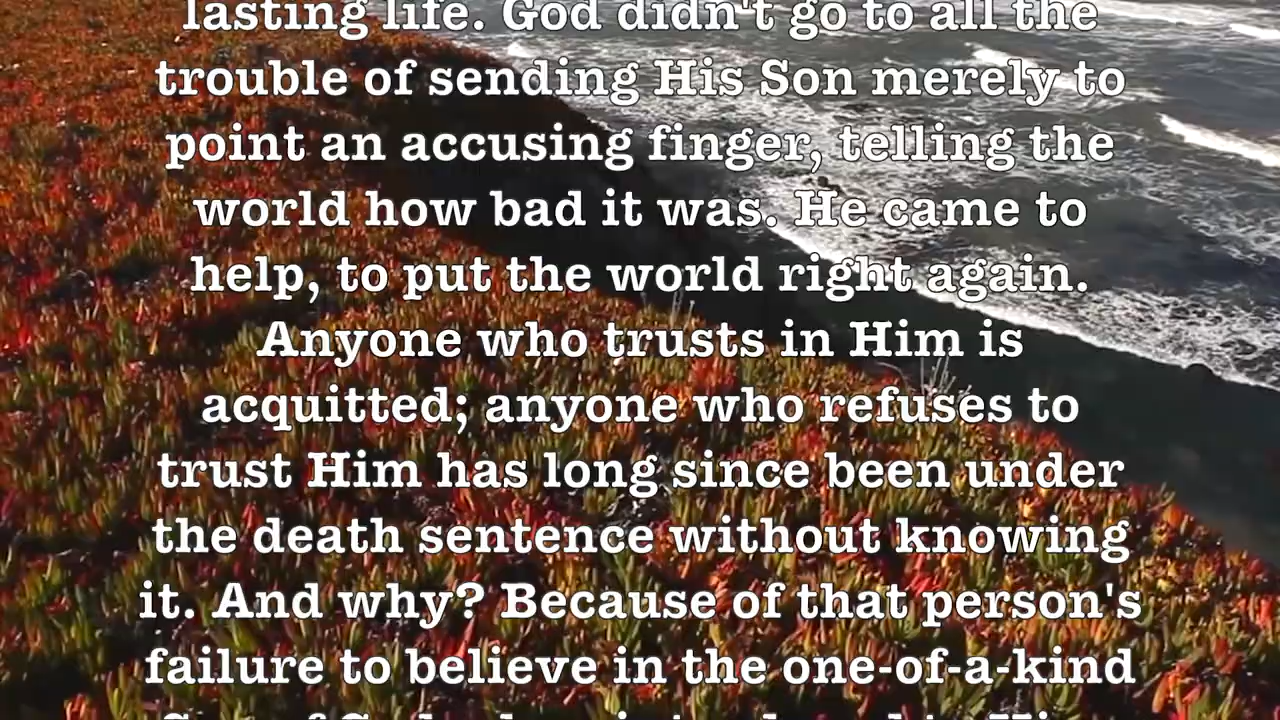 lasting life. God didn't go to all the
trouble of sending His Son merely to
point an accusing finger, telling the
world how bad it was. He came to
help, to put the world right again.
Anyone who trusts in Him is
acquitted; anyone who refuses to
trust Him has long since been under
the death sentence without knowing
it. And why? Because of that person's
failure to believe in the one-of-a-kind